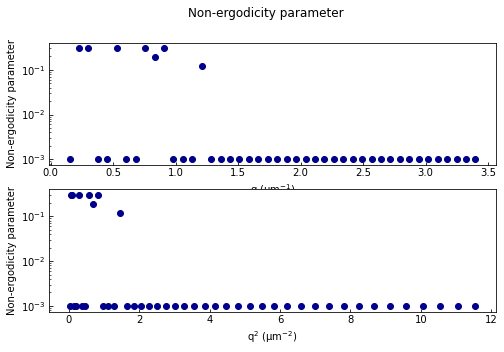 Non-ergodicity parameter
Non-ergodicity parameter
10⁻¹
10⁻²
10⁻³
0.0 0.5 1.0 1.5 2.0 2.5 3.0 3.5
q (μm⁻¹)
Non-ergodicity parameter
10⁻¹
10⁻²
10⁻³
0 2 4 6 8 10 12
q² (μm⁻²)